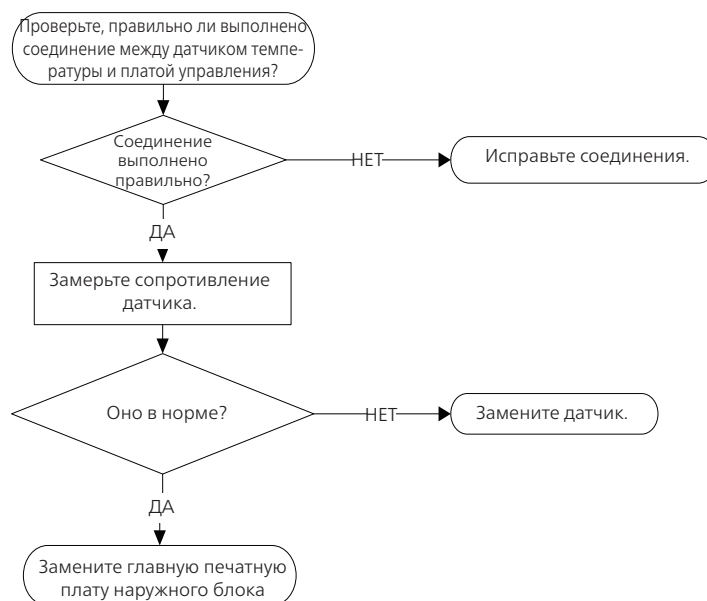 Проверьте, правильно ли выполнено
соединение между датчиком темпе-
ратуры и платой управления?
Соединение
выполнено
правильно?
НЕТ
Исправьте соединения.
ДА
Замерьте сопротивление
датчика.
Оно в норме?
НЕТ
Замените датчик.
ДА
Замените главную печатную
плату наружного блока